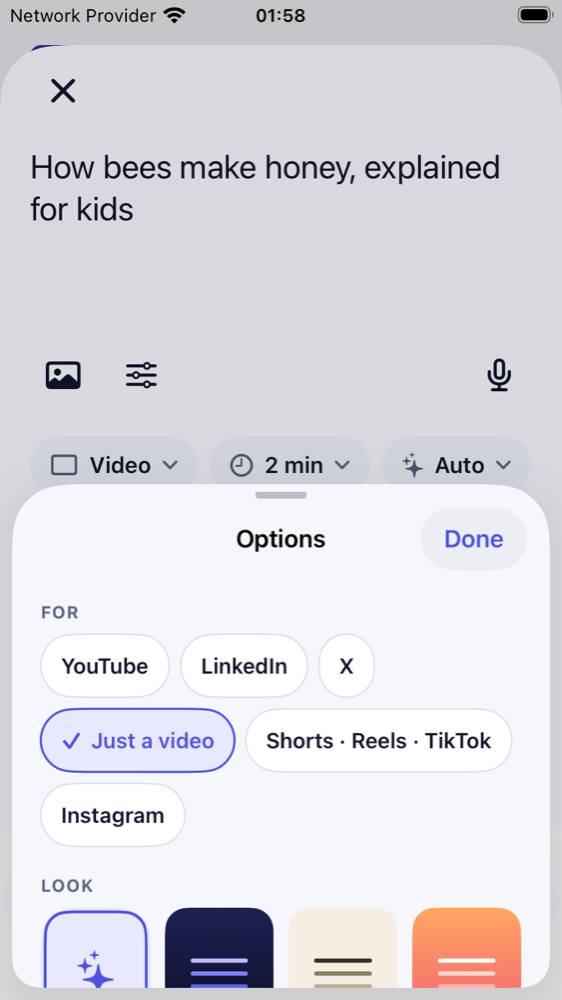 Network Provider 01:58
How bees make honey, explained
for kids
Video 2 min Auto
Options Done
FOR
YouTube LinkedIn X
Just a video Shorts · Reels · TikTok
Instagram
LOOK